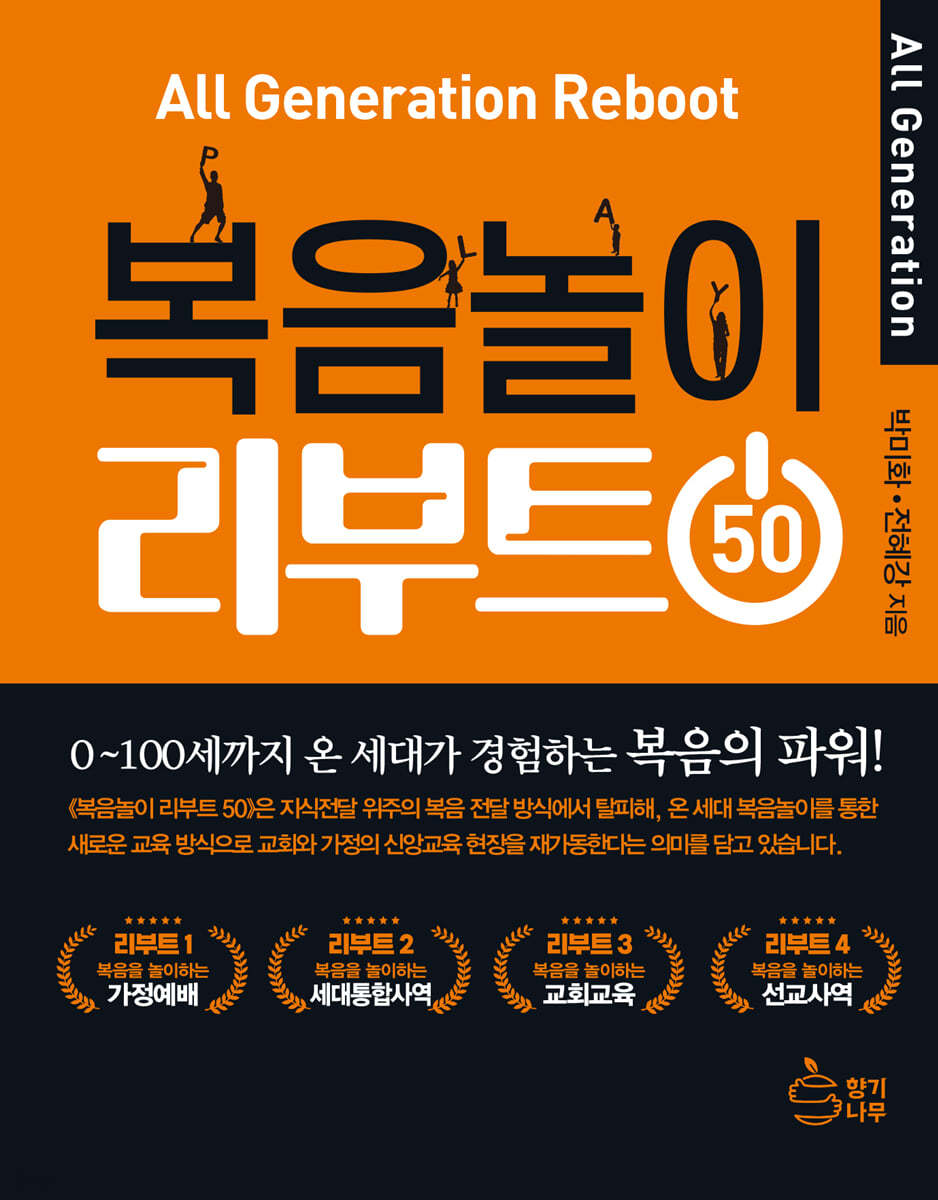 All Generation Reboot
All Generation
P
L
A
Y
복음놀이
리부트 50
박미화 • 전혜강 지음
0~100세까지 온 세대가 경험하는 복음의 파워!
《복음놀이 리부트 50》은 지식전달 위주의 복음 전달 방식에서 탈피해, 온 세대 복음놀이를 통한
새로운 교육 방식으로 교회와 가정의 신앙교육 현장을 재가동한다는 의미를 담고 있습니다.
리부트 1
복음을 놀이하는
가정예배
리부트 2
복음을 놀이하는
세대통합사역
리부트 3
복음을 놀이하는
교회교육
리부트 4
복음을 놀이하는
선교사역
향기
나무